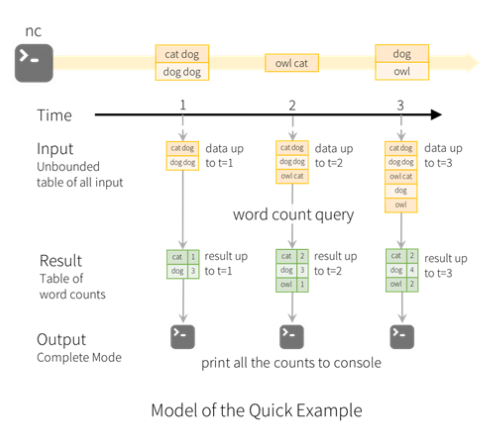 nc
cat dog
dog dog
owl cat
dog
owl
Time
1
2
3
Input
Unbounded
table of all input
cat dog
dog dog
data up
to t=1
cat dog
dog dog
owl cat
data up
to t=2
cat dog
dog dog
owl cat
dog
owl
data up
to t=3
word count query
Result
Table of
word counts
cat 1
dog 3
result up
to t=1
cat 2
dog 3
owl 1
result up
to t=2
cat 2
dog 4
owl 2
result up
to t=3
Output
Complete Mode
print all the counts to console
Model of the Quick Example